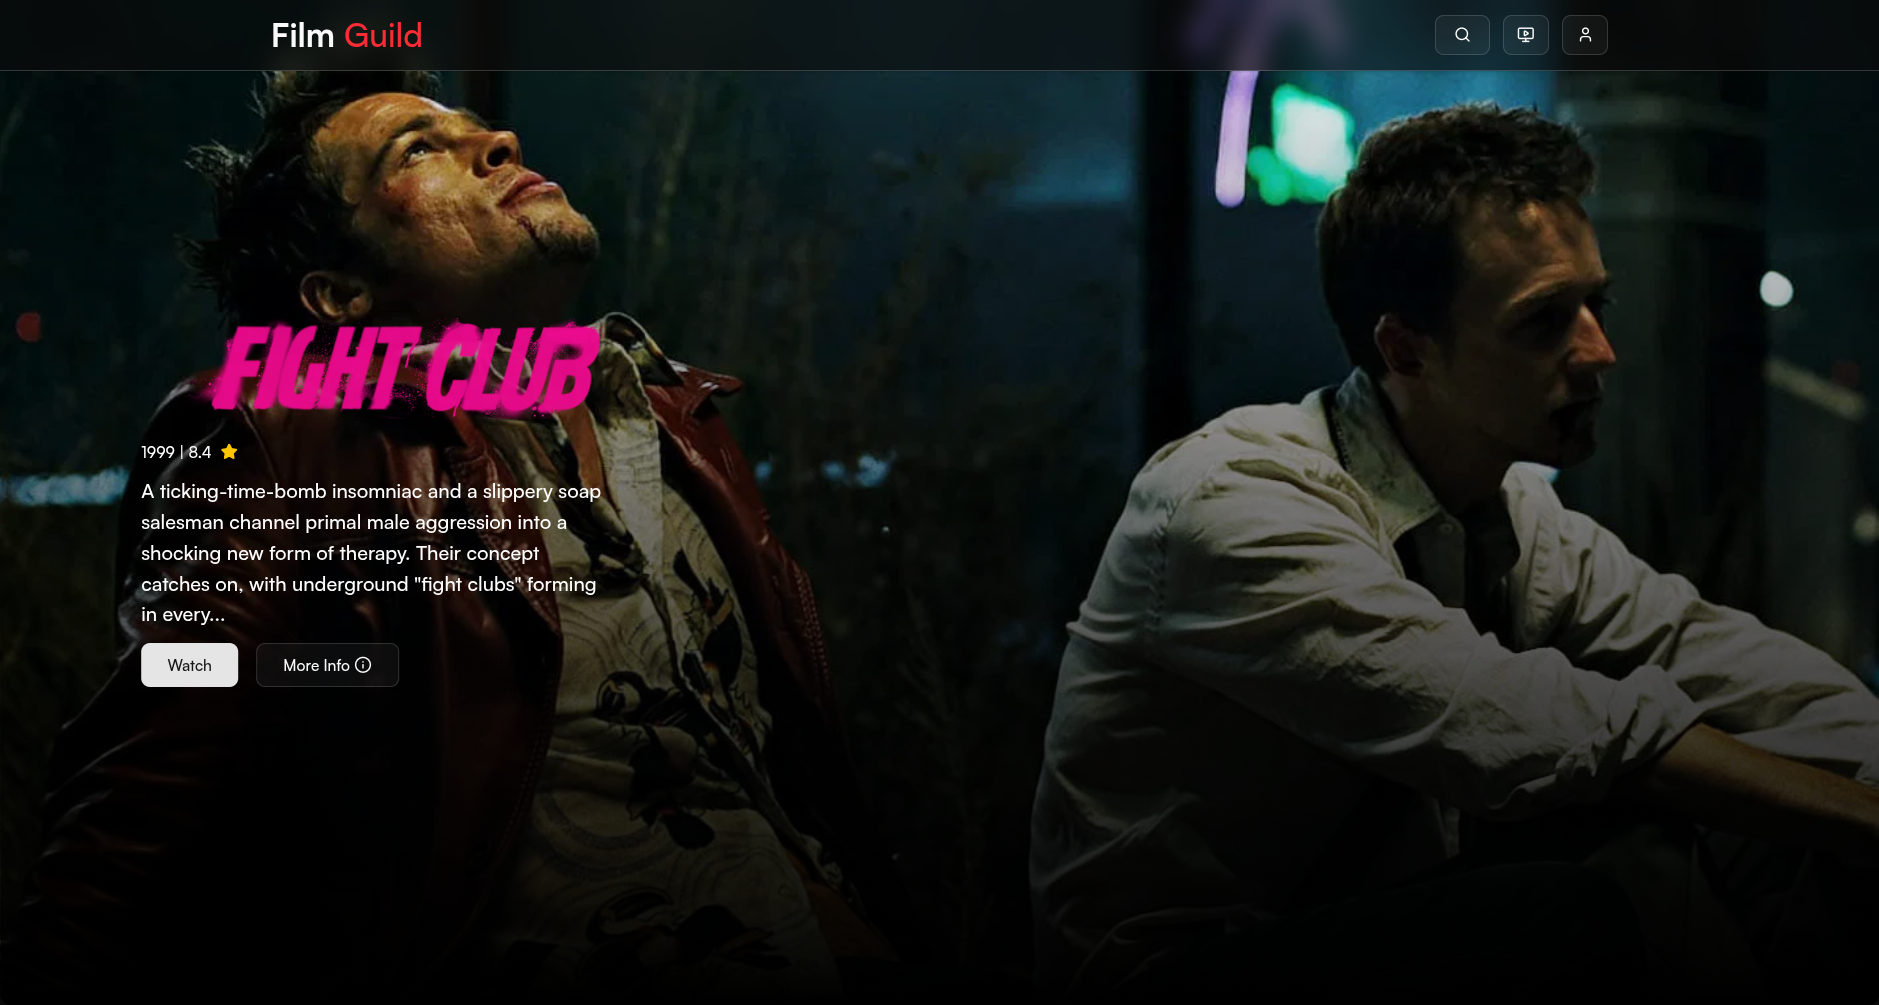 Film Guild
FIGHT CLUB
1999 | 8.4
A ticking-time-bomb insomniac and a slippery soap
salesman channel primal male aggression into a
shocking new form of therapy. Their concept
catches on, with underground "fight clubs" forming
in every...
Watch
More Info